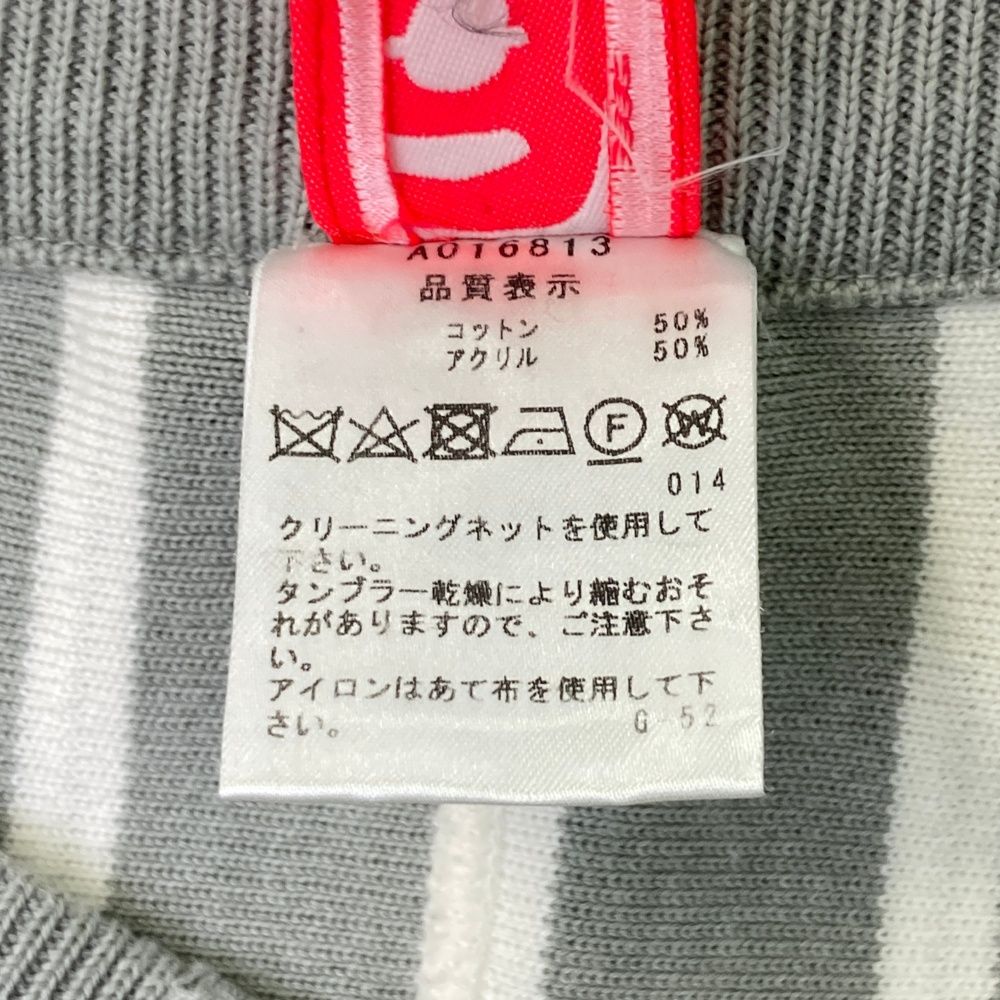 A016813
品質表示
コットン 50%
アクリル 50%
F W
014
クリーニングネットを使用して
下さい。
タンブラー乾燥により縮むおそ
れがありますので、ご注意下さ
い。
アイロンはあて布を使用して下
さい。 G-52